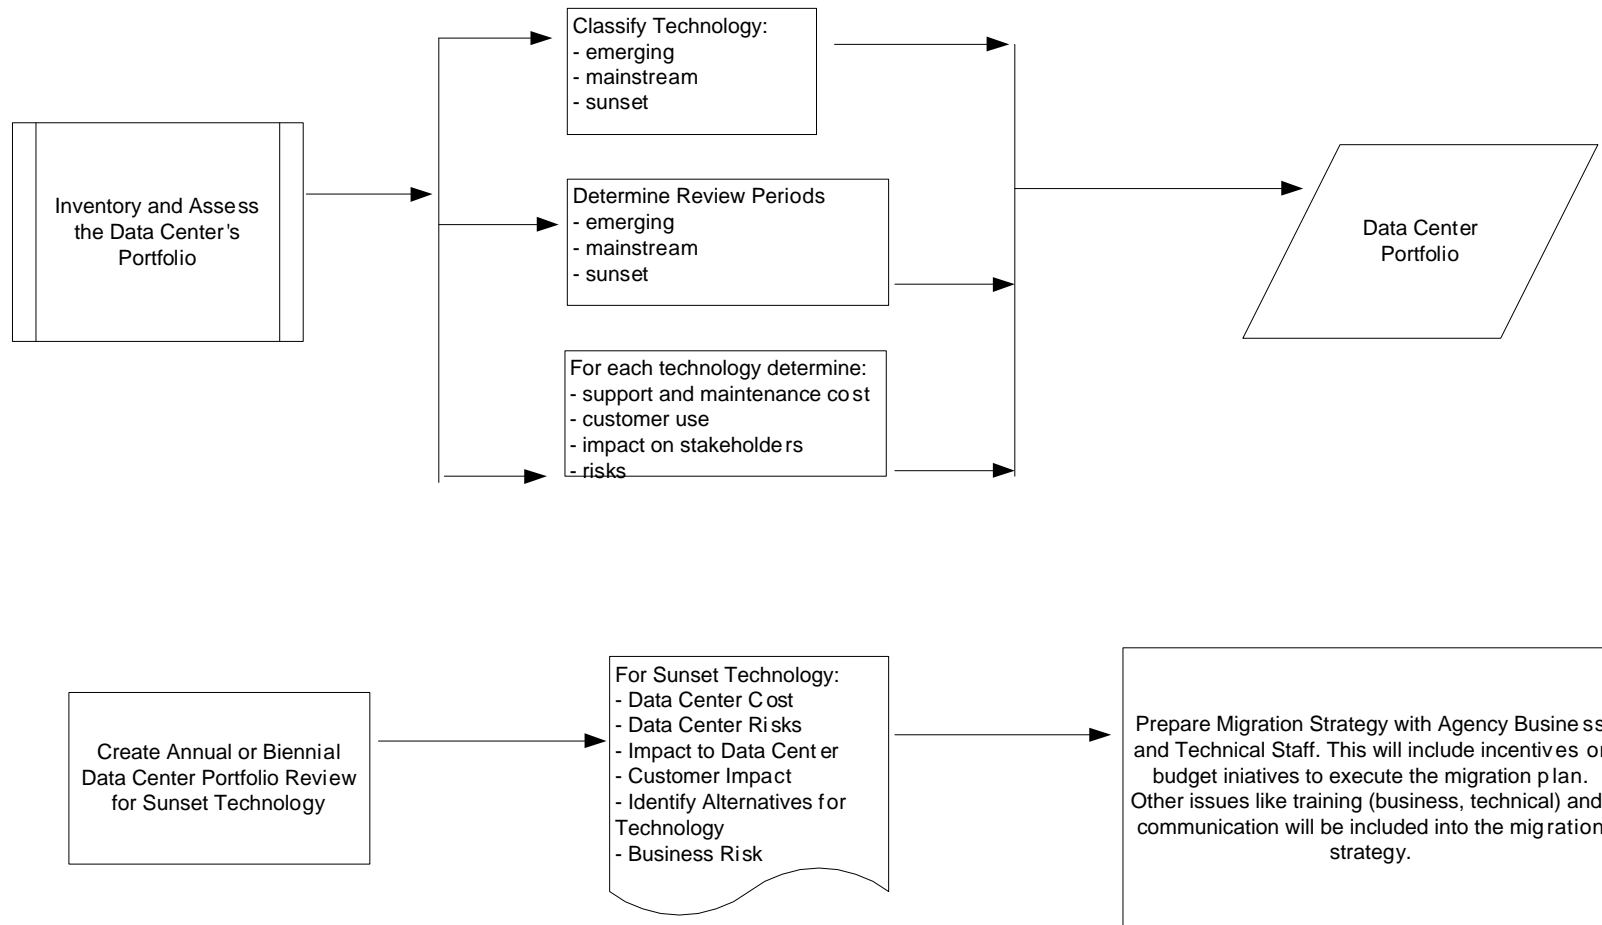 Classify Technology:
- emerging
- mainstream
- sunset
Inventory and Assess
the Data Center's
Portfolio
Determine Review Periods
- emerging
- mainstream
- sunset
Data Center
Portfolio
For each technology determine:
- support and maintenance cost
- customer use
- impact on stakeholders
- risks
Create Annual or Biennial
Data Center Portfolio Review
for Sunset Technology
For Sunset Technology:
- Data Center Cost
- Data Center Risks
- Impact to Data Center
- Customer Impact
- Identify Alternatives for
Technology
- Business Risk
Prepare Migration Strategy with Agency Business
and Technical Staff. This will include incentives or
budget iniatives to execute the migration plan.
Other issues like training (business, technical) and
communication will be included into the migration
strategy.